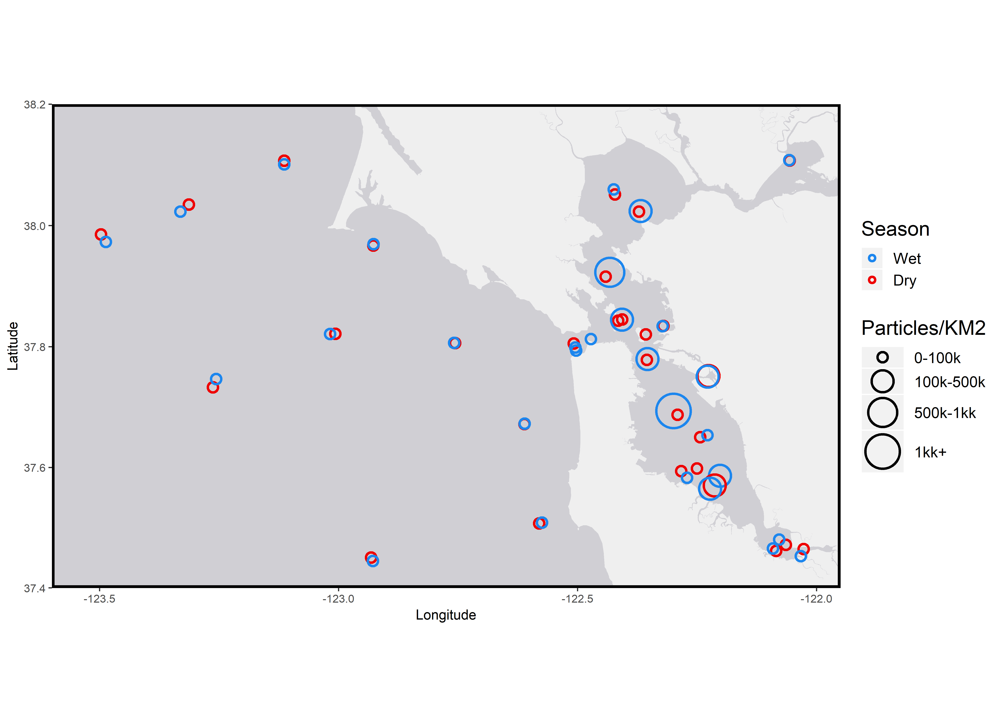 38.2
38.0
37.8
37.6
37.4
Latitude
-123.5
-123.0
-122.5
-122.0
Longitude
Season
Wet
Dry
Particles/KM2
0-100k
100k-500k
500k-1kk
1kk+